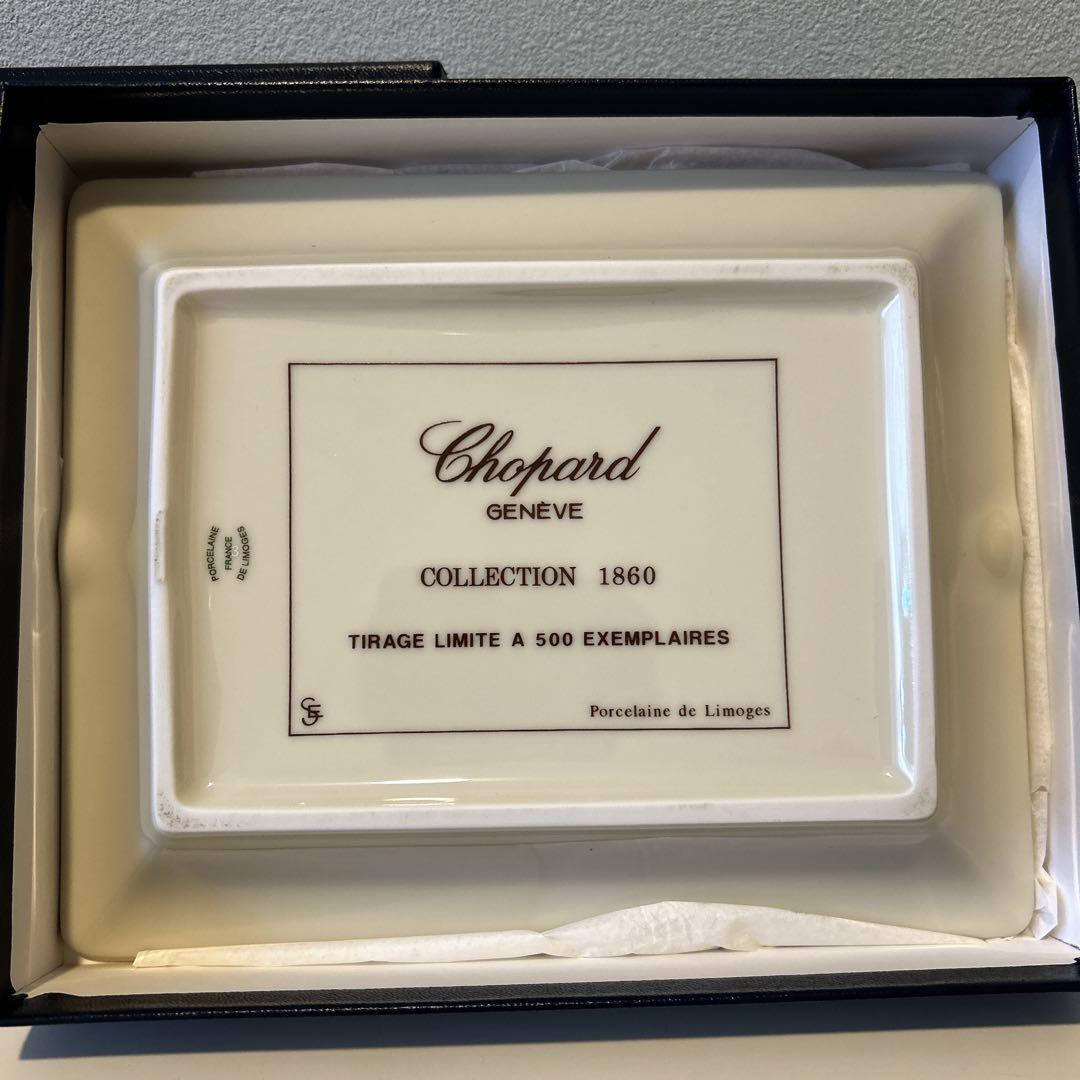 Chopard
GENÈVE
COLLECTION 1860
TIRAGE LIMITE A 500 EXEMPLAIRES
Porcelaine de Limoges
PORCELAINE
FRANCE
DE LIMOGES